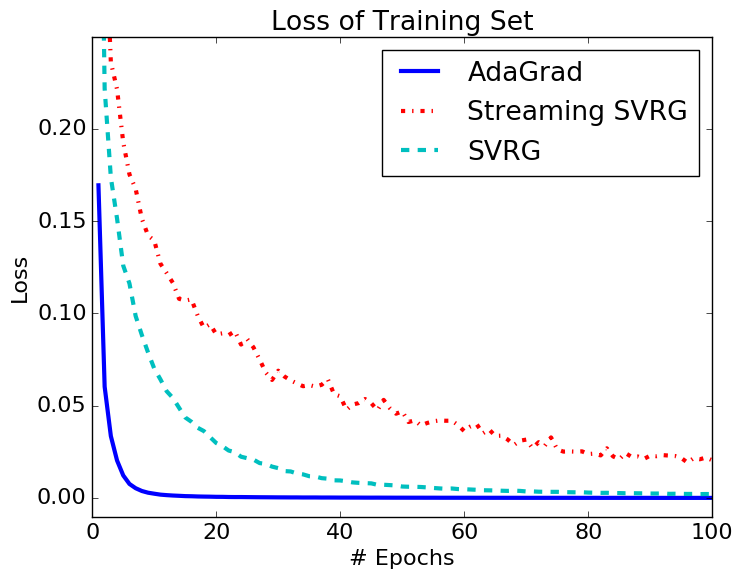 Loss of Training Set
AdaGrad
Streaming SVRG
SVRG
Loss
0.20
0.15
0.10
0.05
0.00
0 20 40 60 80 100
# Epochs